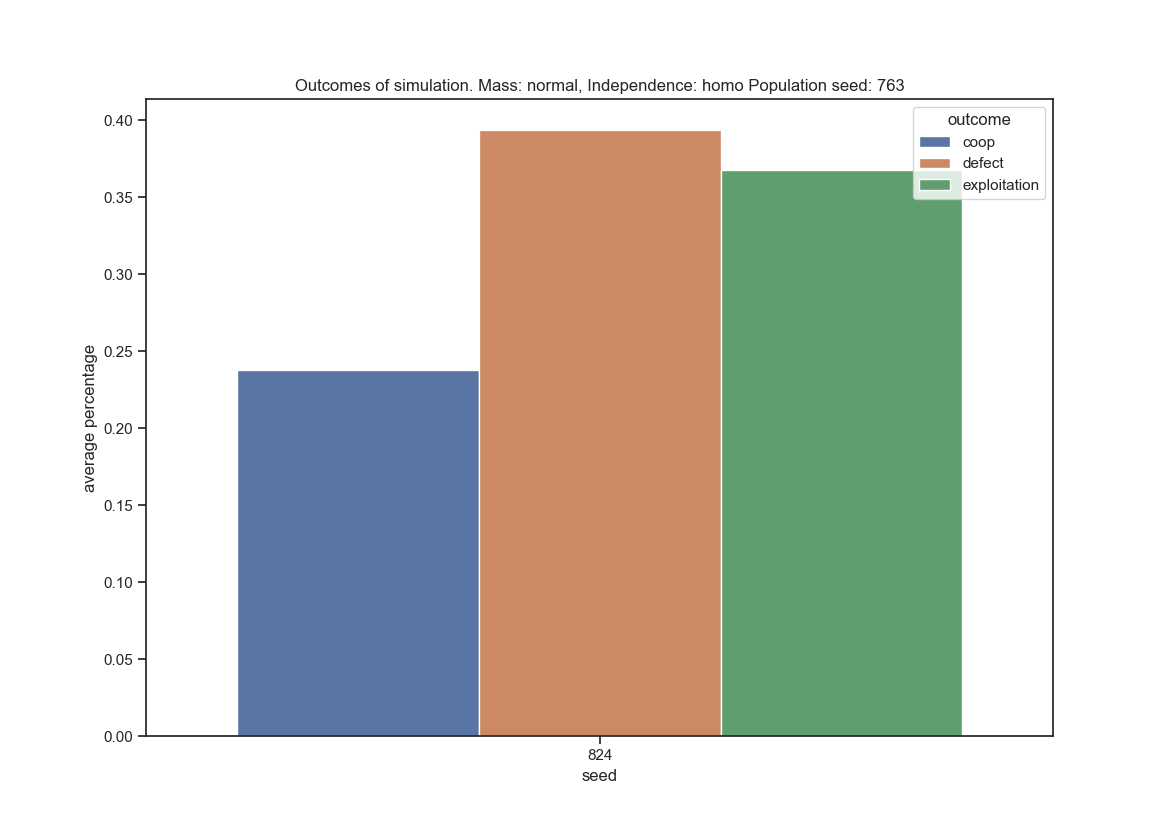 Outcomes of simulation. Mass: normal, Independence: homo Population seed: 763
outcome
coop
defect
exploitation
0.40
0.35
0.30
0.25
0.20
0.15
0.10
0.05
0.00
average percentage
824
seed